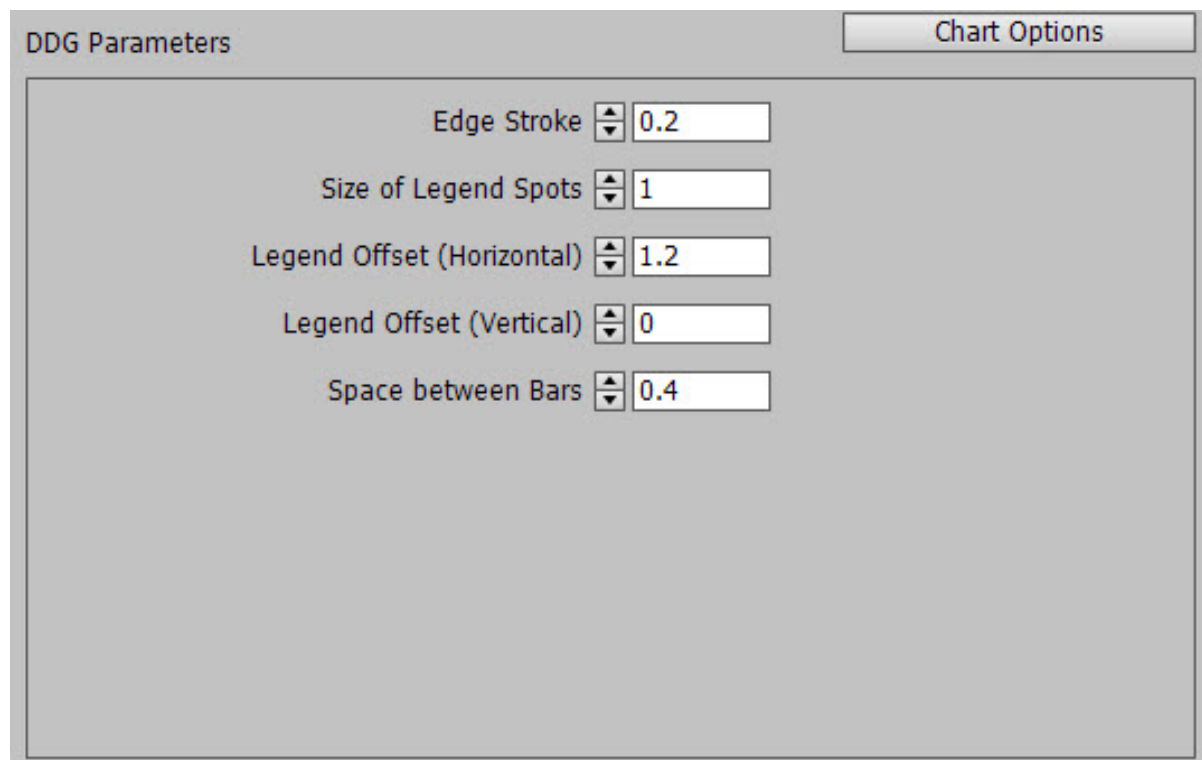 DDG Parameters
Chart Options
Edge Stroke 0.2
Size of Legend Spots 1
Legend Offset (Horizontal) 1.2
Legend Offset (Vertical) 0
Space between Bars 0.4